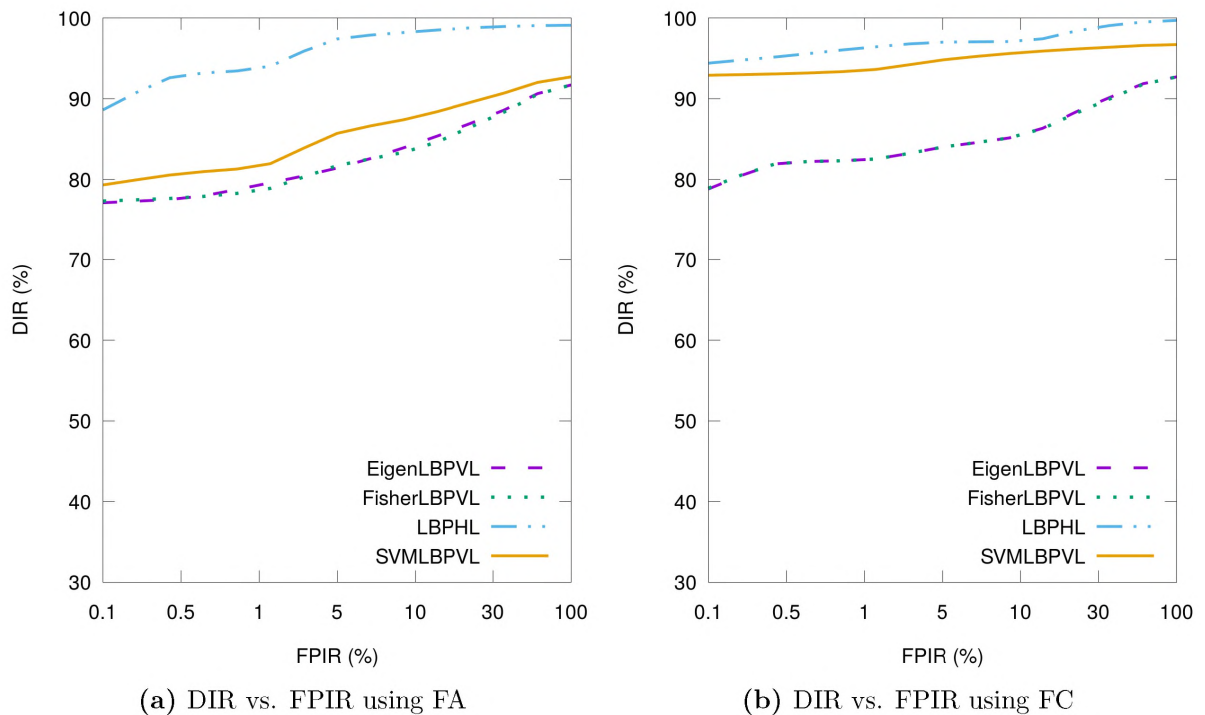 100
90
80
70
60
50
40
30
DIR (%)
EigenLBPVL
FisherLBPVL
LBPHL
SVMLBPVL
0.1 0.5 1 5 10 30 100
FPIR (%)
(a) DIR vs. FPIR using FA
100
90
80
70
60
50
40
30
DIR (%)
EigenLBPVL
FisherLBPVL
LBPHL
SVMLBPVL
0.1 0.5 1 5 10 30 100
FPIR (%)
(b) DIR vs. FPIR using FC